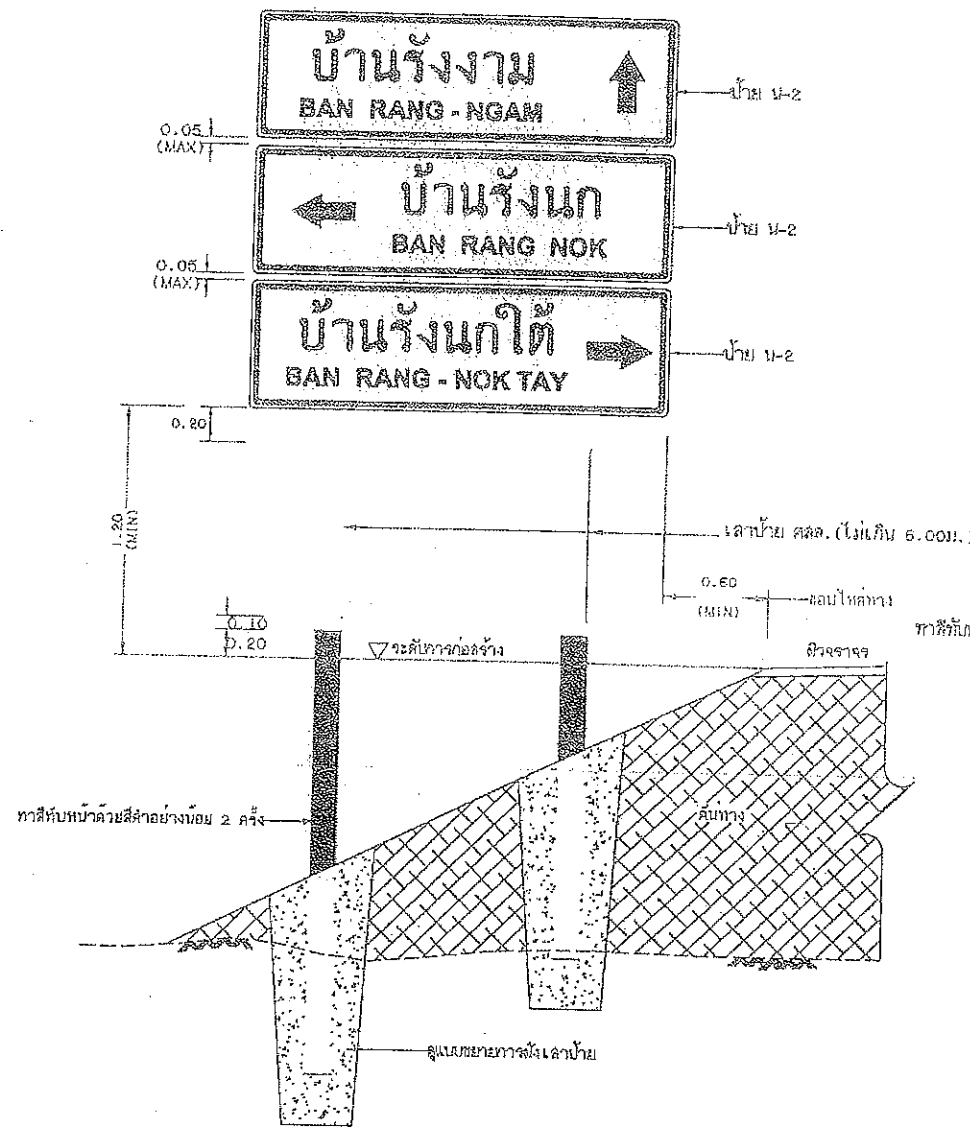 บ้านรังงาม
BAN RANG - NGAM
ป้าย น-2
0.05
(MAX)
บ้านรังนก
BAN RANG NOK
ป้าย น-2
0.05
(MAX)
บ้านรังนกใต้
BAN RANG - NOK TAY
ป้าย น-2
0.20
1.20
(MIN)
เสาป้าย คสล.(ไม่เกิน 6.00ม.)
0.60
(MIN)
ขอบไหล่ทาง
0.10
0.20
ระดับการก่อสร้าง
ผิวจราจร
ทาสีทับ
ทาสีทับหน้าด้วยสีดำอย่างน้อย 2 ครั้ง
คันทาง
ดูแบบขยายการฝังเสาป้าย